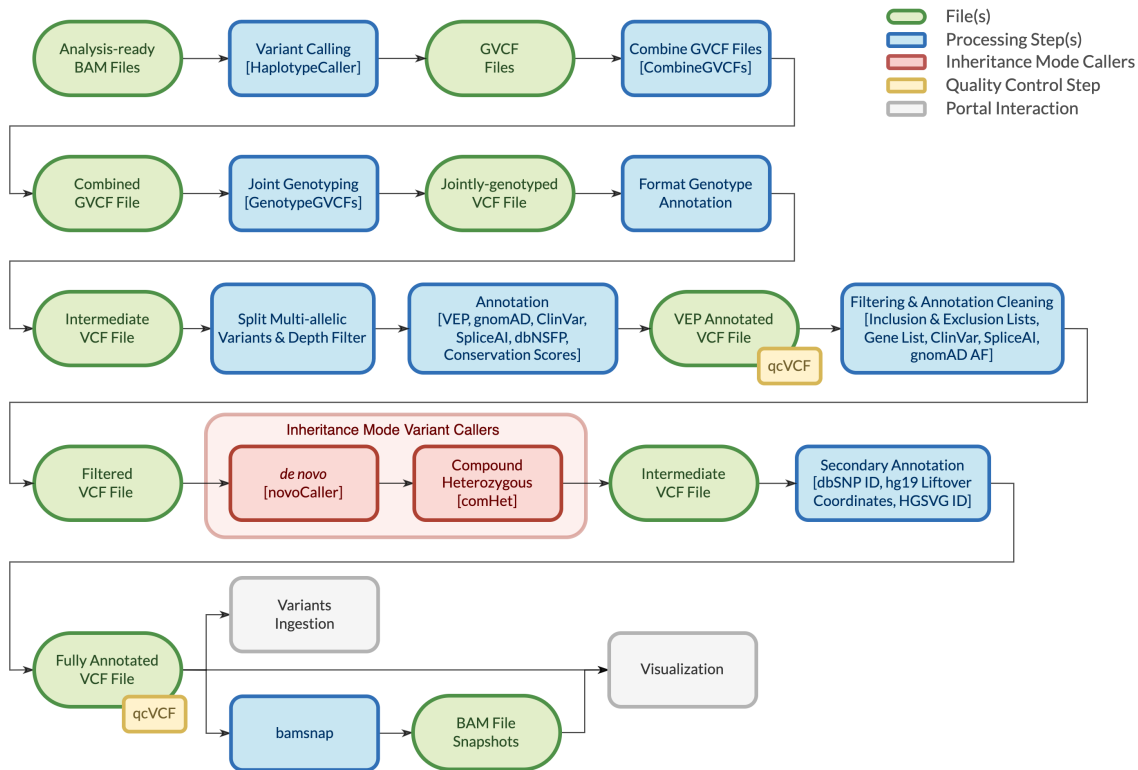 Analysis-ready
BAM Files
Variant Calling
[HaplotypeCaller]
GVCF
Files
Combine GVCF Files
[CombineGVCFs]
File(s)
Processing Step(s)
Inheritance Mode Callers
Quality Control Step
Portal Interaction
Combined
GVCF File
Joint Genotyping
[GenotypeGVCFs]
Jointly-genotyped
VCF File
Format Genotype
Annotation
Intermediate
VCF File
Split Multi-allelic
Variants & Depth Filter
Annotation
[VEP, gnomAD, ClinVar,
SpliceAI, dbNSFP,
Conservation Scores]
VEP Annotated
VCF File
qcVCF
Filtering & Annotation Cleaning
[Inclusion & Exclusion Lists,
Gene List, ClinVar, SpliceAI,
gnomAD AF]
Filtered
VCF File
Inheritance Mode Variant Callers
de novo
[novoCaller]
Compound
Heterozygous
[comHet]
Intermediate
VCF File
Secondary Annotation
[dbSNP ID, hg19 Liftover
Coordinates, HGSVG ID]
Fully Annotated
VCF File
qcVCF
Variants
Ingestion
bamsnap
BAM File
Snapshots
Visualization